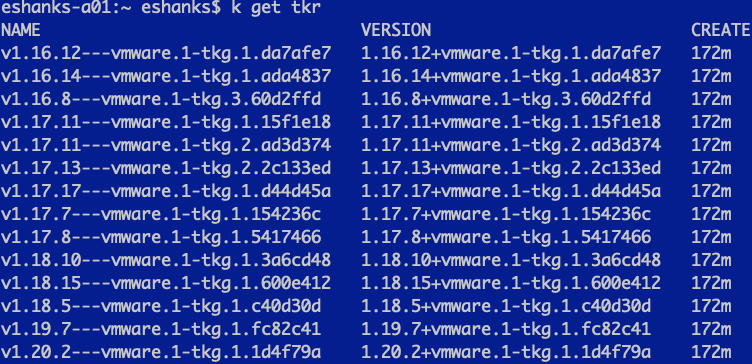 eshanks-a01:~ eshanks$ k get tkr
NAME VERSION CREATE
v1.16.12---vmware.1-tkg.1.da7afe7 1.16.12+vmware.1-tkg.1.da7afe7 172m
v1.16.14---vmware.1-tkg.1.ada4837 1.16.14+vmware.1-tkg.1.ada4837 172m
v1.16.8---vmware.1-tkg.3.60d2ffd 1.16.8+vmware.1-tkg.3.60d2ffd 172m
v1.17.11---vmware.1-tkg.1.15f1e18 1.17.11+vmware.1-tkg.1.15f1e18 172m
v1.17.11---vmware.1-tkg.2.ad3d374 1.17.11+vmware.1-tkg.2.ad3d374 172m
v1.17.13---vmware.1-tkg.2.2c133ed 1.17.13+vmware.1-tkg.2.2c133ed 172m
v1.17.17---vmware.1-tkg.1.d44d45a 1.17.17+vmware.1-tkg.1.d44d45a 172m
v1.17.7---vmware.1-tkg.1.154236c 1.17.7+vmware.1-tkg.1.154236c 172m
v1.17.8---vmware.1-tkg.1.5417466 1.17.8+vmware.1-tkg.1.5417466 172m
v1.18.10---vmware.1-tkg.1.3a6cd48 1.18.10+vmware.1-tkg.1.3a6cd48 172m
v1.18.15---vmware.1-tkg.1.600e412 1.18.15+vmware.1-tkg.1.600e412 172m
v1.18.5---vmware.1-tkg.1.c40d30d 1.18.5+vmware.1-tkg.1.c40d30d 172m
v1.19.7---vmware.1-tkg.1.fc82c41 1.19.7+vmware.1-tkg.1.fc82c41 172m
v1.20.2---vmware.1-tkg.1.1d4f79a 1.20.2+vmware.1-tkg.1.1d4f79a 172m